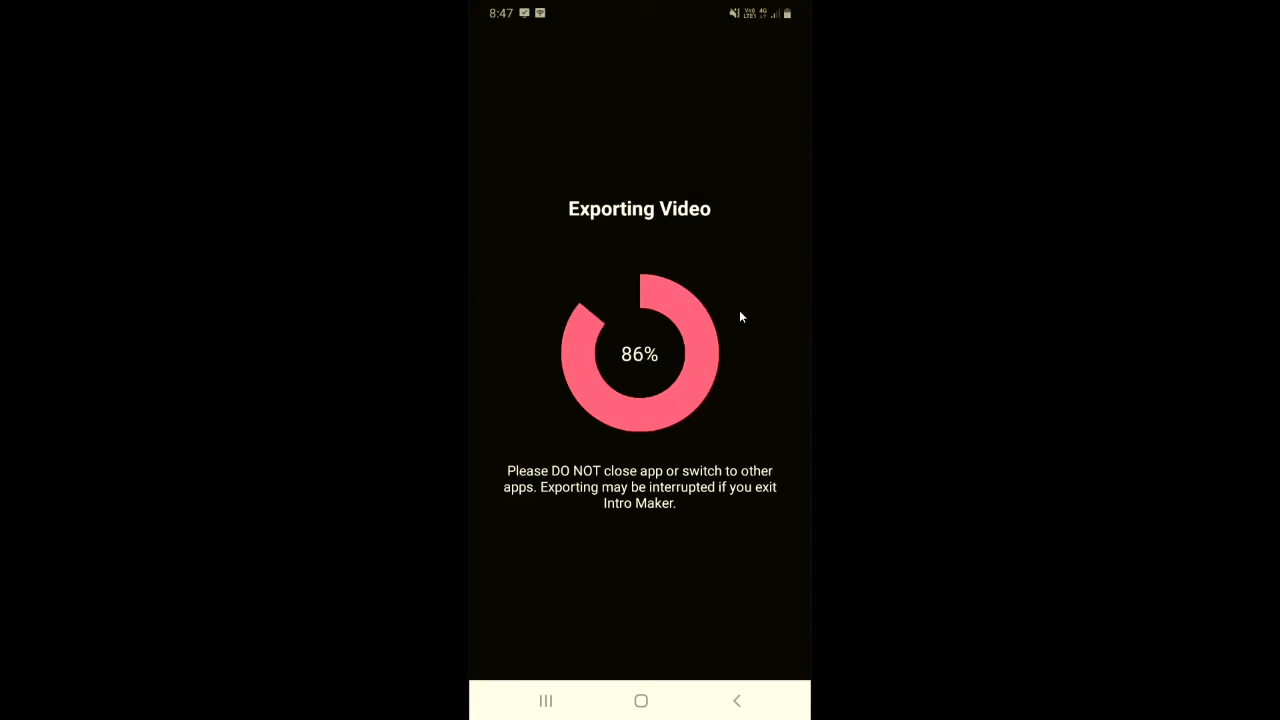 8:47
Exporting Video
86%
Please DO NOT close app or switch to other
apps. Exporting may be interrupted if you exit
Intro Maker.